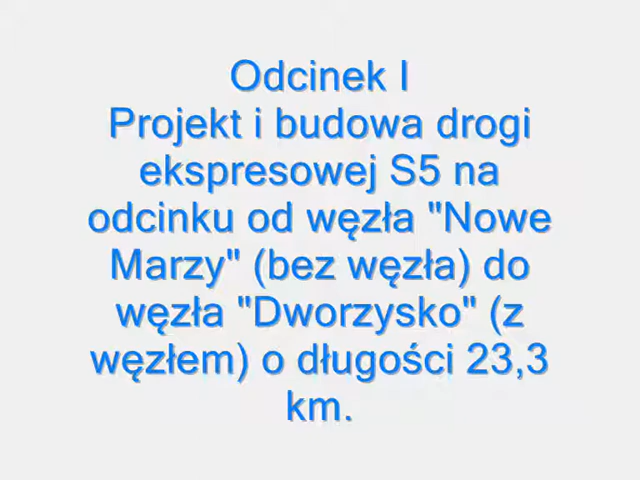 Odcinek I
Projekt i budowa drogi
ekspresowej S5 na
odcinku od węzła "Nowe
Marzy" (bez węzła) do
węzła "Dworzysko" (z
węzłem) o długości 23,3
km.